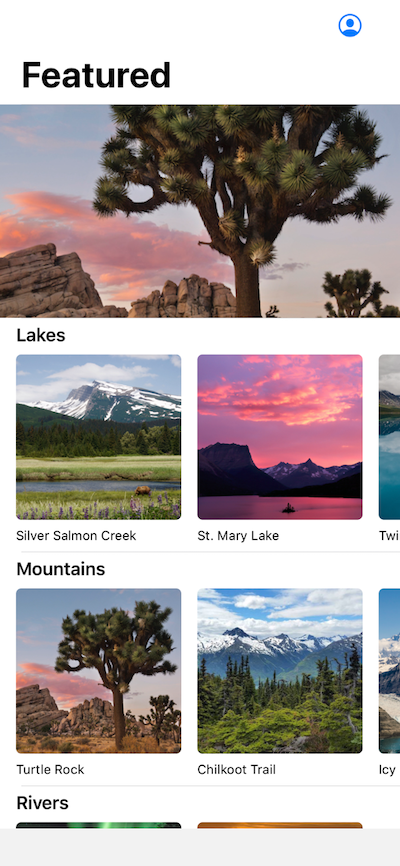 Featured
Lakes
Silver Salmon Creek
St. Mary Lake
Twi
Mountains
Turtle Rock
Chilkoot Trail
Icy
Rivers